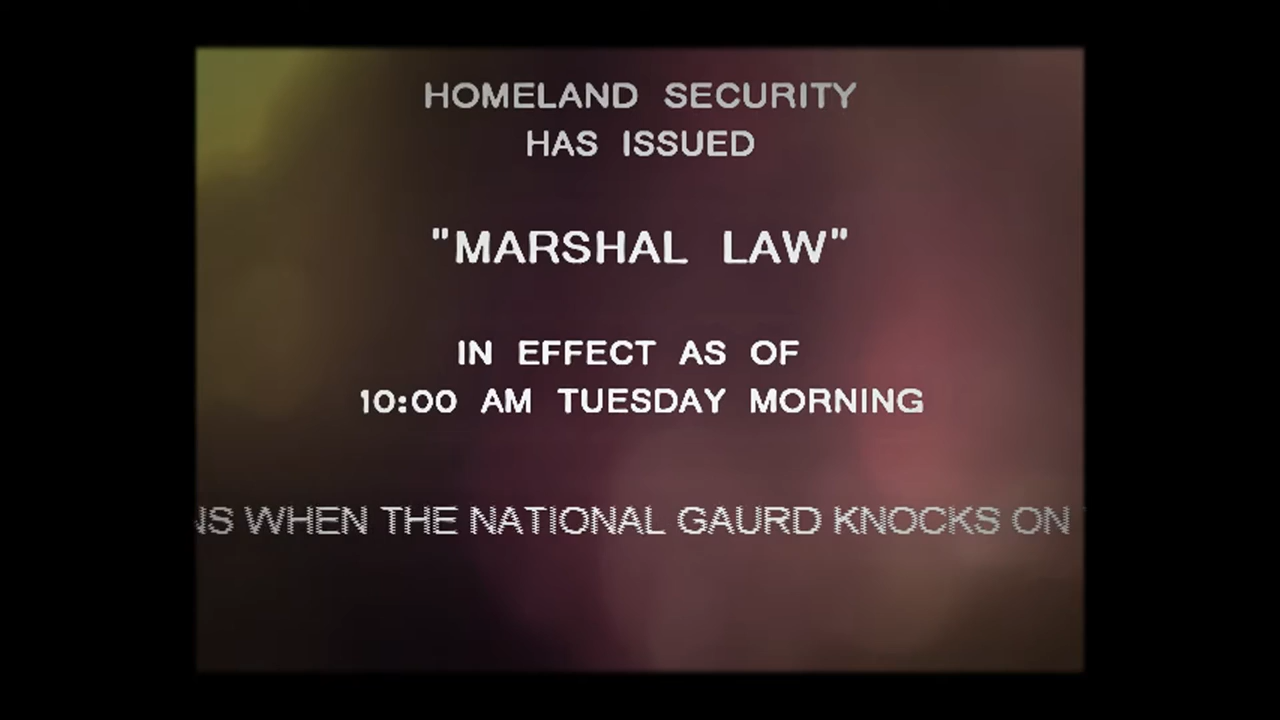 HOMELAND SECURITY
HAS ISSUED
"MARSHAL LAW"
IN EFFECT AS OF
10:00 AM TUESDAY MORNING
NS WHEN THE NATIONAL GAURD KNOCKS ON